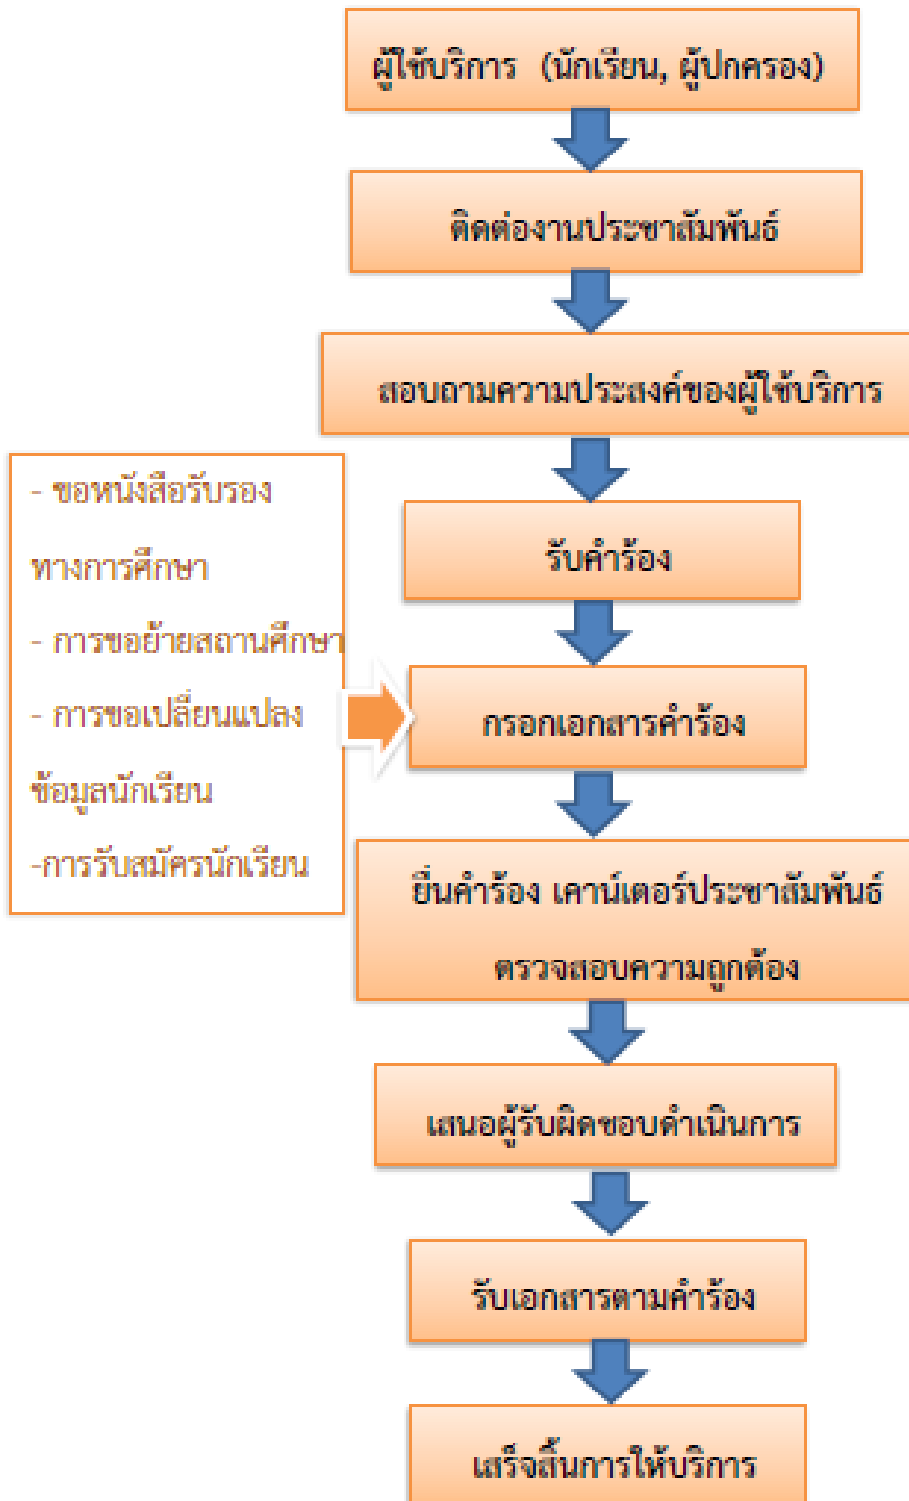 ผู้ใช้บริการ (นักเรียน, ผู้ปกครอง)
ติดต่องานประชาสัมพันธ์
สอบถามความประสงค์ของผู้ใช้บริการ
รับคำร้อง
- ขอหนังสือรับรอง
ทางการศึกษา
- การขอย้ายสถานศึกษา
- การขอเปลี่ยนแปลง
ข้อมูลนักเรียน
-การรับสมัครนักเรียน
กรอกเอกสารคำร้อง
ยื่นคำร้อง เคาน์เตอร์ประชาสัมพันธ์
ตรวจสอบความถูกต้อง
เสนอผู้รับผิดชอบดำเนินการ
รับเอกสารตามคำร้อง
เสร็จสิ้นการให้บริการ